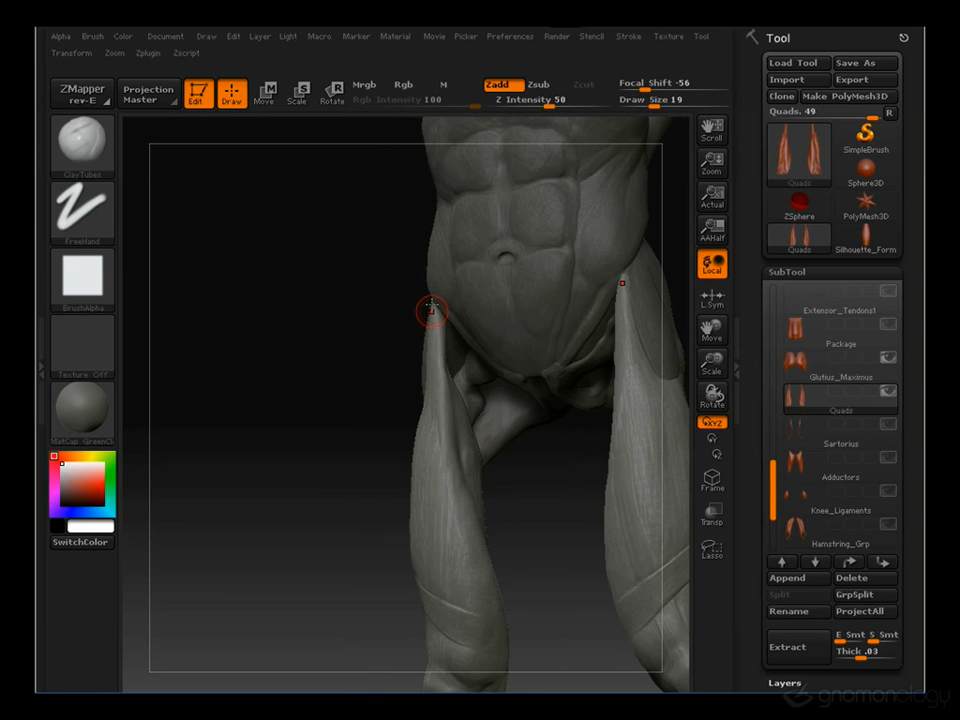 Alpha Brush Color Document Draw Edit Layer Light Macro Marker Material Movie Picker Preferences Render Stencil Stroke Texture Tool
Transform Zoom Zplugin Zscript
Tool
Load Tool Save As
Import Export
Clone Make PolyMesh3D
Quads. 49 R
ZMapper
rev-E
Projection
Master
Edit Draw Move Scale Rotate
Mrgb Rgb M
Rgb Intensity 100
Zadd Zsub Zcut
Z Intensity 50
Focal Shift -56
Draw Size 19
ClayTubes
FreeHand
BrushAlpha
Texture Off
MatCap_GreenCl
SwitchColor
Scroll
Zoom
Actual
AAHalf
Local
L.Sym
Move
Scale
Rotate
XYZ
Frame
Transp
Lasso
SimpleBrush
Quads Sphere3D
ZSphere PolyMesh3D
Quads Silhouette_Form
SubTool
Extensor_Tendons1
Package
Glutius_Maximus
Quads
Sartorius
Adductors
Knee_Ligaments
Hamstring_Grp
Append Delete
Split GrpSplit
Rename ProjectAll
Extract
E Smt S Smt
Thick .03
Layers
gnomonology